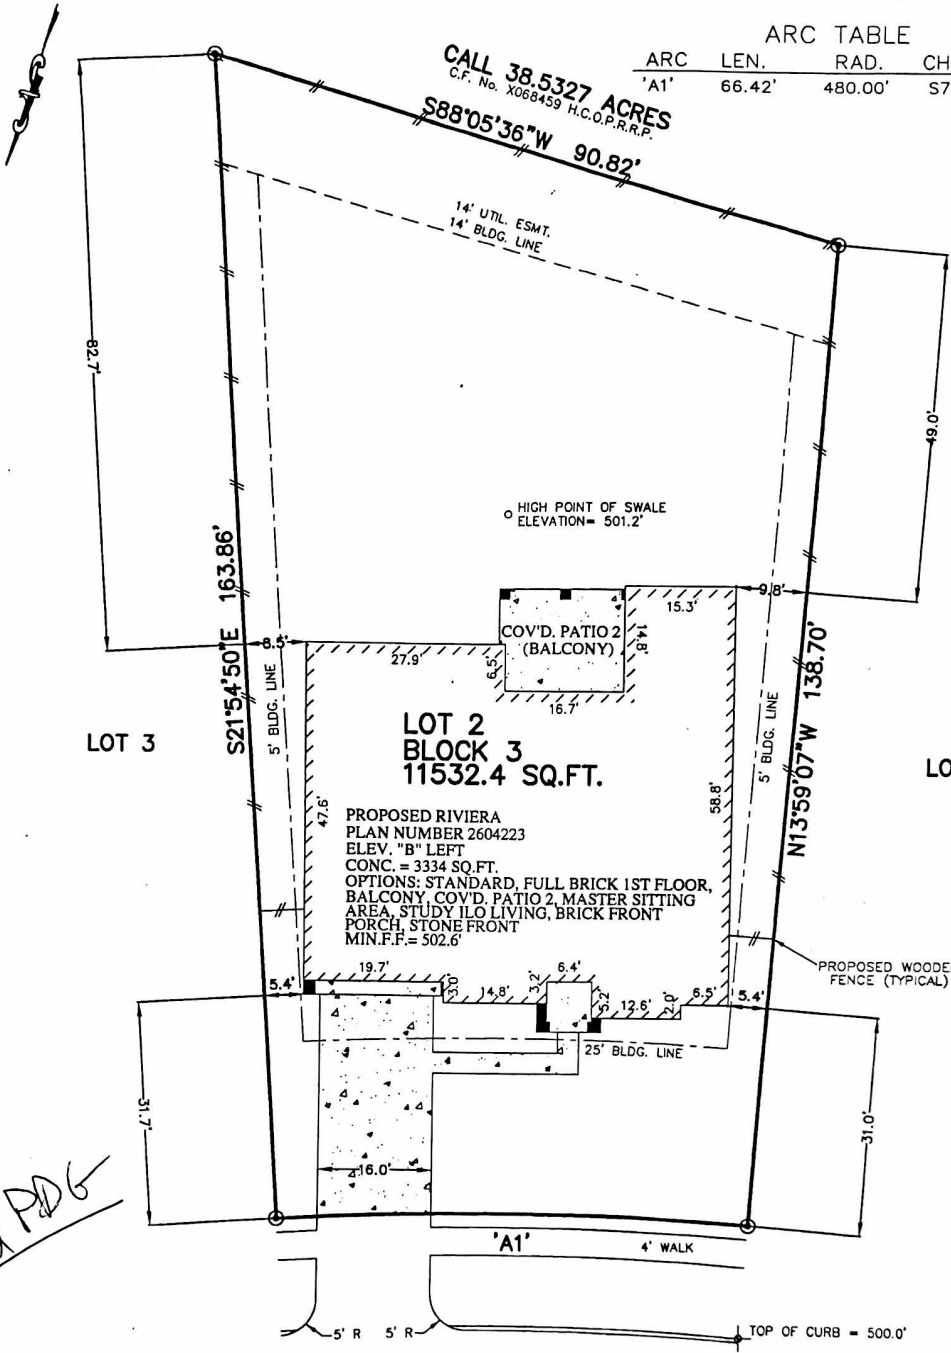 ARC TABLE
ARC LEN. RAD. CH
'A1' 66.42' 480.00' S7
CALL 38.5327 ACRES
C.F. No. X068459 H.C.O.P.R.R.P.
S88°05'36"W 90.82'
14' UTIL. ESMT.
14' BLDG. LINE
82.7'
49.0'
HIGH POINT OF SWALE
ELEVATION= 501.2'
S21°54'50"E 163.86'
N13°59'07"W 138.70'
8.5'
9.8'
15.3'
COV'D. PATIO 2
(BALCONY)
14.8'
27.9'
6.5'
16.7'
5' BLDG. LINE
5' BLDG. LINE
LOT 3
LOT 2
BLOCK 3
11532.4 SQ.FT.
LO
47.6'
58.8'
PROPOSED RIVIERA
PLAN NUMBER 2604223
ELEV. "B" LEFT
CONC. = 3334 SQ.FT.
OPTIONS: STANDARD, FULL BRICK 1ST FLOOR,
BALCONY, COV'D. PATIO 2, MASTER SITTING
AREA, STUDY ILO LIVING, BRICK FRONT
PORCH, STONE FRONT
MIN.F.F.= 502.6'
PROPOSED WOODE
FENCE (TYPICAL)
19.7'
3.0'
14.8'
3.2'
6.4'
5.2'
12.6'
2.0'
6.5'
5.4'
5.4'
25' BLDG. LINE
31.7'
31.0'
16.0'
'A1'
4' WALK
5' R 5' R
TOP OF CURB = 500.0'